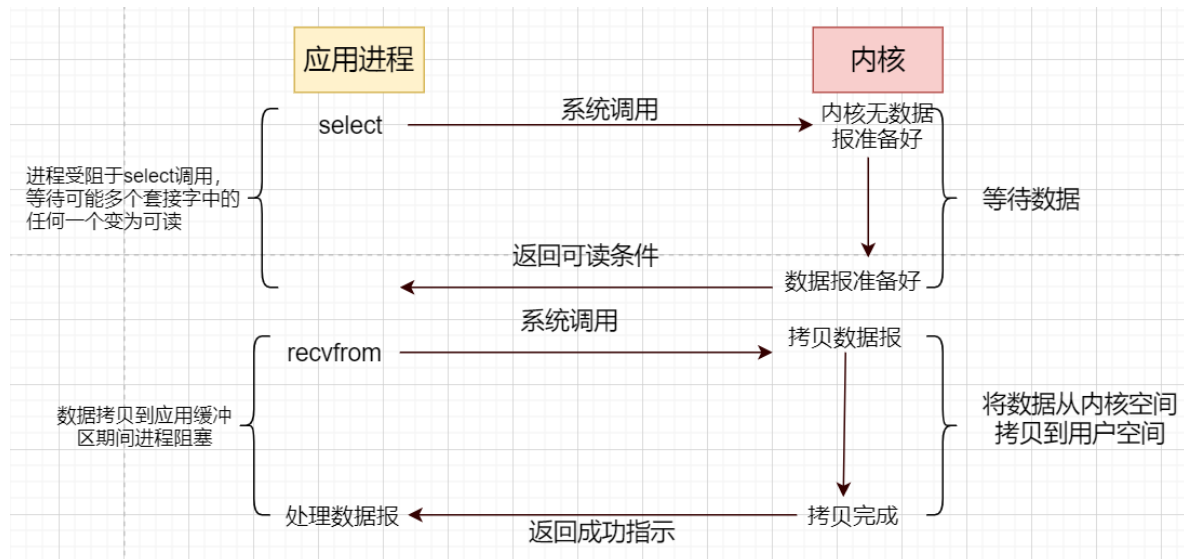 应用进程
内核
select
系统调用
内核无数据
报准备好
进程受阻于select调用，
等待可能多个套接字中的
任何一个变为可读
等待数据
返回可读条件
数据报准备好
系统调用
recvfrom
拷贝数据报
数据拷贝到应用缓冲
区期间进程阻塞
将数据从内核空间
拷贝到用户空间
处理数据报
返回成功指示
拷贝完成